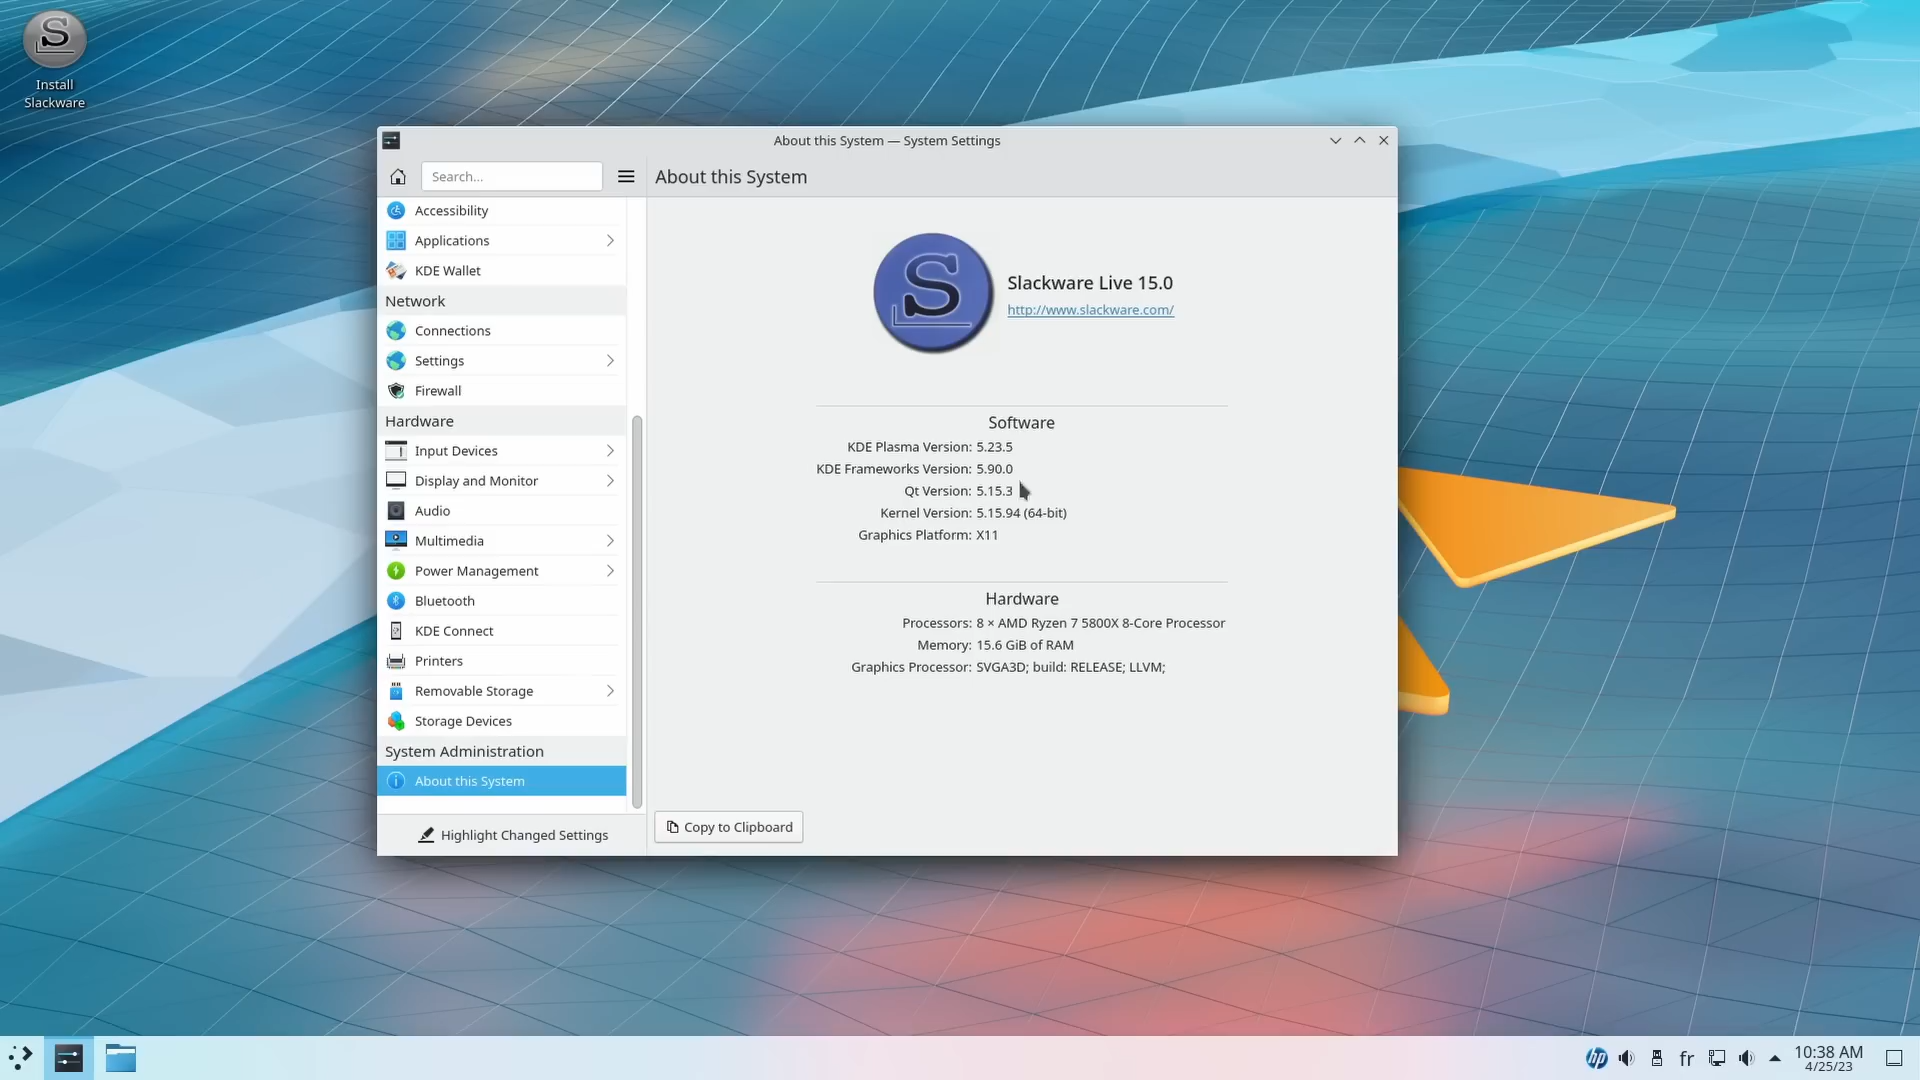 Install
Slackware
About this System — System Settings
Search...
About this System
Accessibility
Applications
KDE Wallet
Network
Connections
Settings
Firewall
Hardware
Input Devices
Display and Monitor
Audio
Multimedia
Power Management
Bluetooth
KDE Connect
Printers
Removable Storage
Storage Devices
System Administration
About this System
Highlight Changed Settings
S
Slackware Live 15.0
http://www.slackware.com/
Software
KDE Plasma Version: 5.23.5
KDE Frameworks Version: 5.90.0
Qt Version: 5.15.3
Kernel Version: 5.15.94 (64-bit)
Graphics Platform: X11
Hardware
Processors: 8 × AMD Ryzen 7 5800X 8-Core Processor
Memory: 15.6 GiB of RAM
Graphics Processor: SVGA3D; build: RELEASE; LLVM;
Copy to Clipboard
hp
fr
10:38 AM
4/25/23